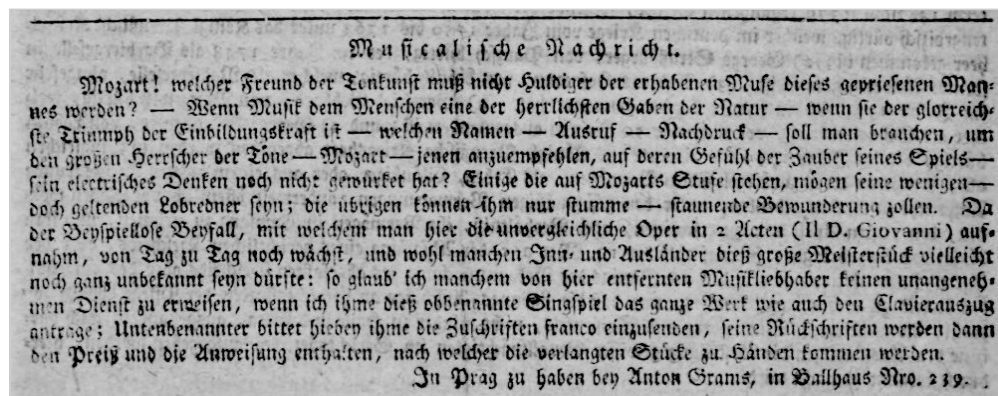 Musicalische Nachricht.
Mozart! welcher Freund der Tonkunst muß nicht Huldiger der erhabenen Muse dieses gepriesenen Man-
nes werden? — Wenn Musik dem Menschen eine der herrlichsten Gaben der Natur — wenn sie der glorreich-
ste Triumph der Einbildungskraft ist — welchen Namen — Ausruf — Nachdruck — soll man brauchen, um
den großen Herrscher der Töne — Mozart — jenen anzuempfehlen, auf deren Gefühl der Zauber seines Spiels —
sein electrisches Denken noch nicht gewürket hat? Einige die auf Mozarts Stufe stehen, mögen seine wenigen —
doch geltenden Lobredner seyn; die übrigen können ihm nur stumme — staunende Bewunderung zollen. Da
der Beyspiellose Beyfall, mit welchem man hier die unvergleichliche Oper in 2 Acten (Il D. Giovanni) auf-
nahm, von Tag zu Tag noch wächst, und wohl manchen Inn- und Ausländer dieß große Meisterstück vielleicht
noch ganz unbekannt seyn dürfte: so glaub' ich manchem von hier entfernten Musikliebhaber keinen unangeneh-
men Dienst zu erweisen, wenn ich ihme dieß obbenannte Singspiel das ganze Werk wie auch den Clavierauszug
antrage; Untenbenannter bittet hieben ihme die Zuschriften franco einzusenden, seine Rückschriften werden dann
den Preiß und die Anweisung enthalten, nach welcher die verlangten Stücke zu Händen kommen werden.
In Prag zu haben bey Anton Grams, in Ballhaus Nro. 239.